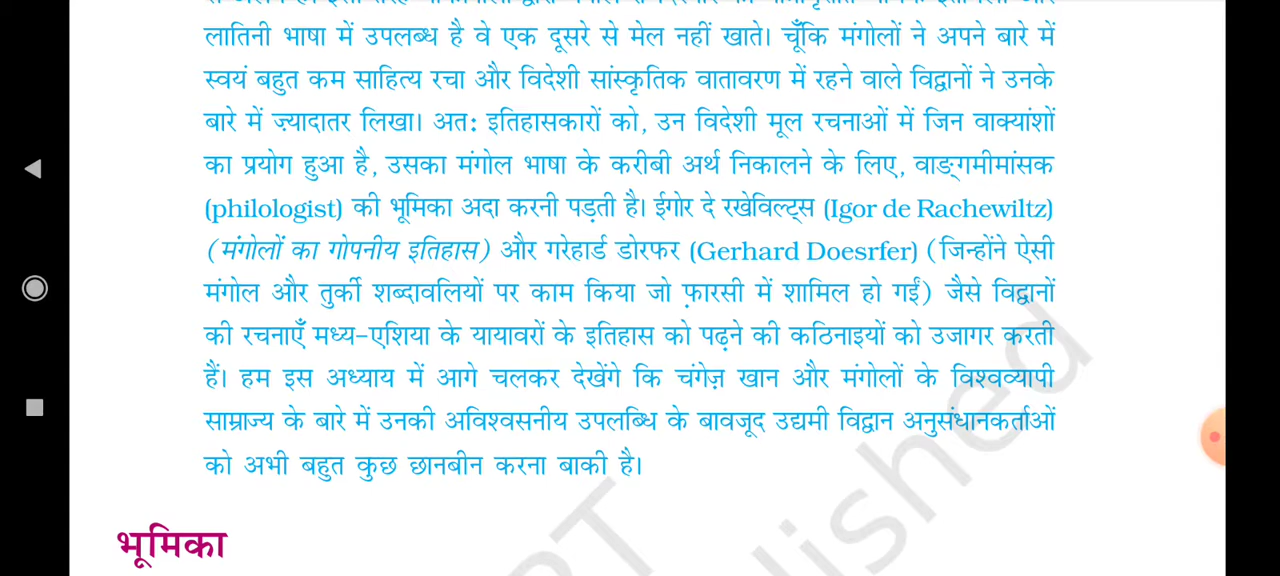 लातिनी भाषा में उपलब्ध है वे एक दूसरे से मेल नहीं खाते। चूँकि मंगोलों ने अपने बारे में
स्वयं बहुत कम साहित्य रचा और विदेशी सांस्कृतिक वातावरण में रहने वाले विद्वानों ने उनके
बारे में ज़्यादातर लिखा। अतः इतिहासकारों को, उन विदेशी मूल रचनाओं में जिन वाक्यांशों
का प्रयोग हुआ है, उसका मंगोल भाषा के करीबी अर्थ निकालने के लिए, वाङ्गमीमांसक
(philologist) की भूमिका अदा करनी पड़ती है। ईगोर दे रखेविल्ट्स (Igor de Rachewiltz)
(मंगोलों का गोपनीय इतिहास) और गरेहार्ड डोरफर (Gerhard Doesrfer) (जिन्होंने ऐसी
मंगोल और तुर्की शब्दावलियों पर काम किया जो फ़ारसी में शामिल हो गईं) जैसे विद्वानों
की रचनाएँ मध्य-एशिया के यायावरों के इतिहास को पढ़ने की कठिनाइयों को उजागर करती
हैं। हम इस अध्याय में आगे चलकर देखेंगे कि चंगेज़ खान और मंगोलों के विश्वव्यापी
साम्राज्य के बारे में उनकी अविश्वसनीय उपलब्धि के बावजूद उद्यमी विद्वान अनुसंधानकर्ताओं
को अभी बहुत कुछ छानबीन करना बाकी है।
भूमिका